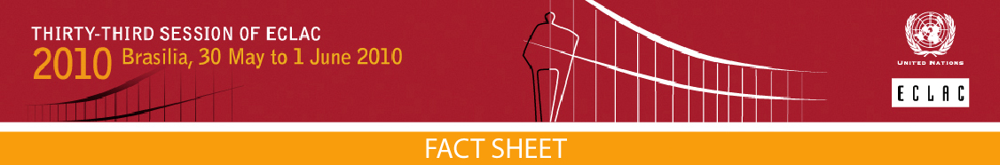 THIRTY-THIRD SESSION OF ECLAC
2010 Brasilia, 30 May to 1 June 2010
UNITED NATIONS
ECLAC
FACT SHEET